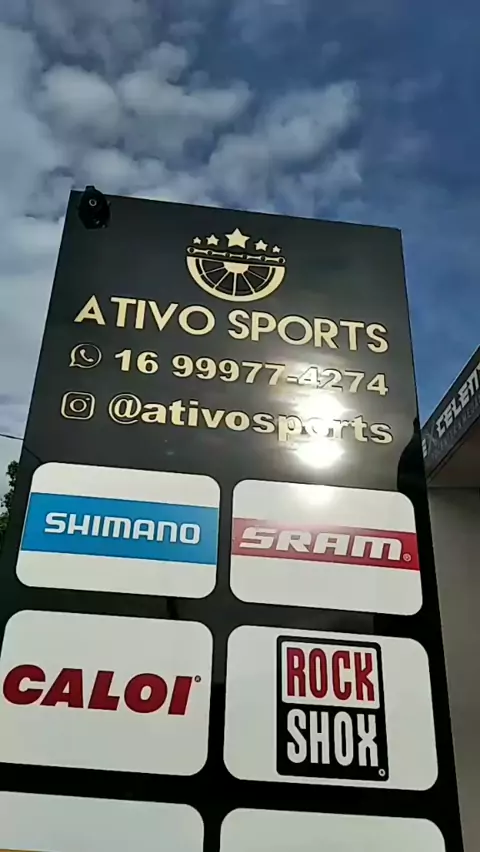 ATIVO SPORTS
16 99977-4274
@ativosports
SHIMANO
SRAM®
CALOI®
ROCK
SHOX